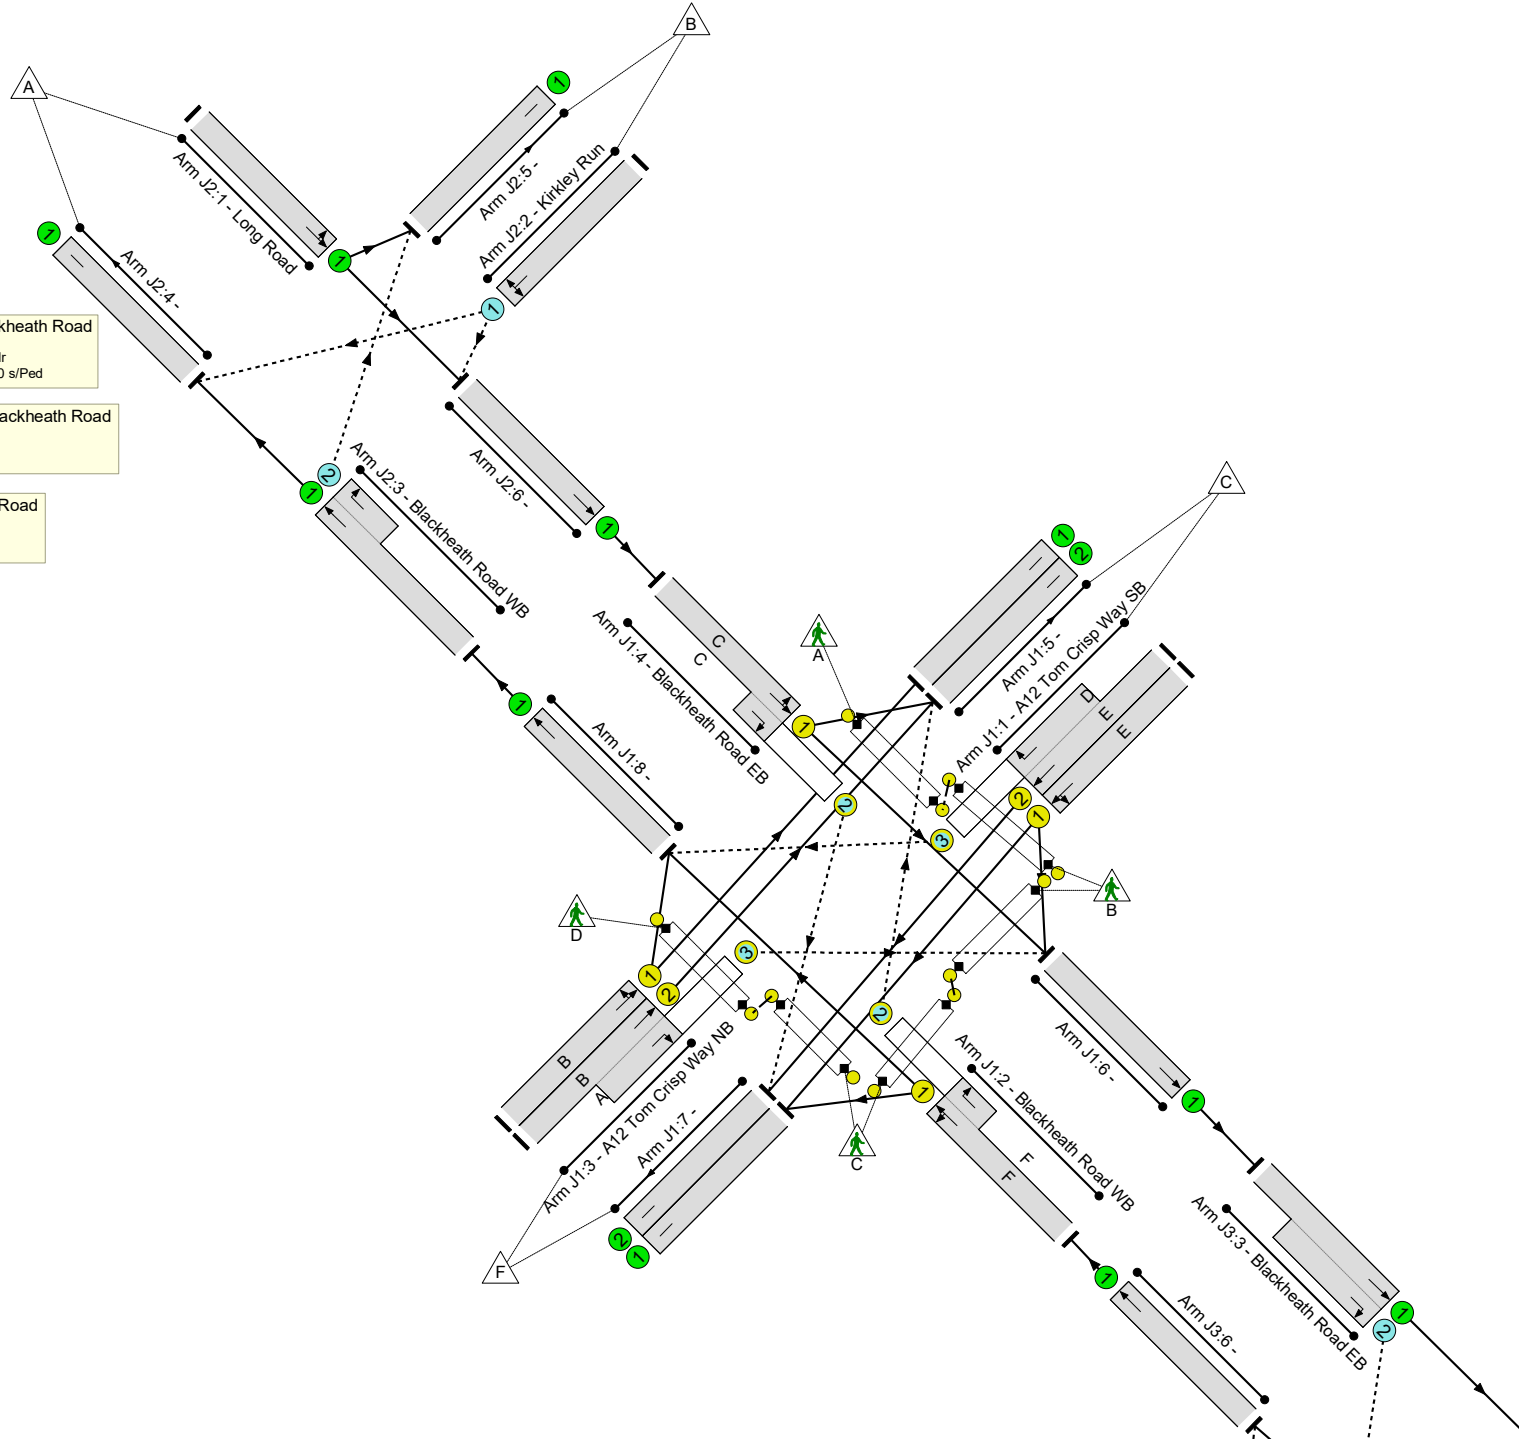 B
A
1
Arm J2:1 - Long Road
Arm J2:5 -
Arm J2:2 - Kirkley Run
1
1
1
Arm J2:4 -
kheath Road
r
0 s/Ped
ackheath Road
Road
2
1
Arm J2:3 - Blackheath Road WB
Arm J2:6 -
1
C
1
2
Arm J1:5 -
Arm J1:1 - A12 Tom Crisp Way SB
A
C
C
Arm J1:4 - Blackheath Road EB
1
Arm J1:8 -
1
D
E
E
2
2
1
3
B
D
3
1
2
B
B
A
Arm J1:3 - A12 Tom Crisp Way NB
Arm J1:7 -
2
1
Arm J1:2 - Blackheath Road WB
F
F
Arm J1:6 -
1
C
2
1
F
Arm J3:3 - Blackheath Road EB
1
Arm J3:6 -
1
2